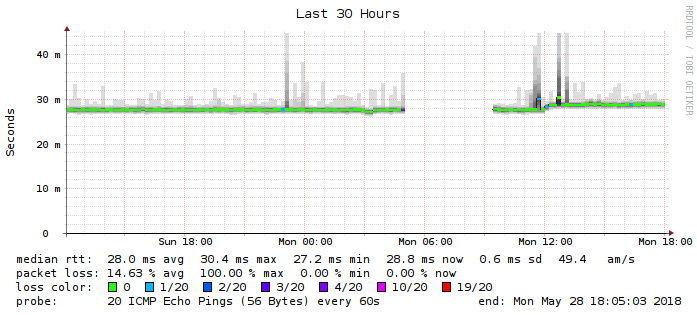 Last 30 Hours
RRDTOOL / TOBI OETIKER
Seconds
40 m
30 m
20 m
10 m
0
Sun 18:00 Mon 00:00 Mon 06:00 Mon 12:00 Mon 18:00
median rtt: 28.0 ms avg 30.4 ms max 27.2 ms min 28.8 ms now 0.6 ms sd 49.4 am/s
packet loss: 14.63 % avg 100.00 % max 0.00 % min 0.00 % now
loss color: 0 1/20 2/20 3/20 4/20 10/20 19/20
probe: 20 ICMP Echo Pings (56 Bytes) every 60s end: Mon May 28 18:05:03 2018